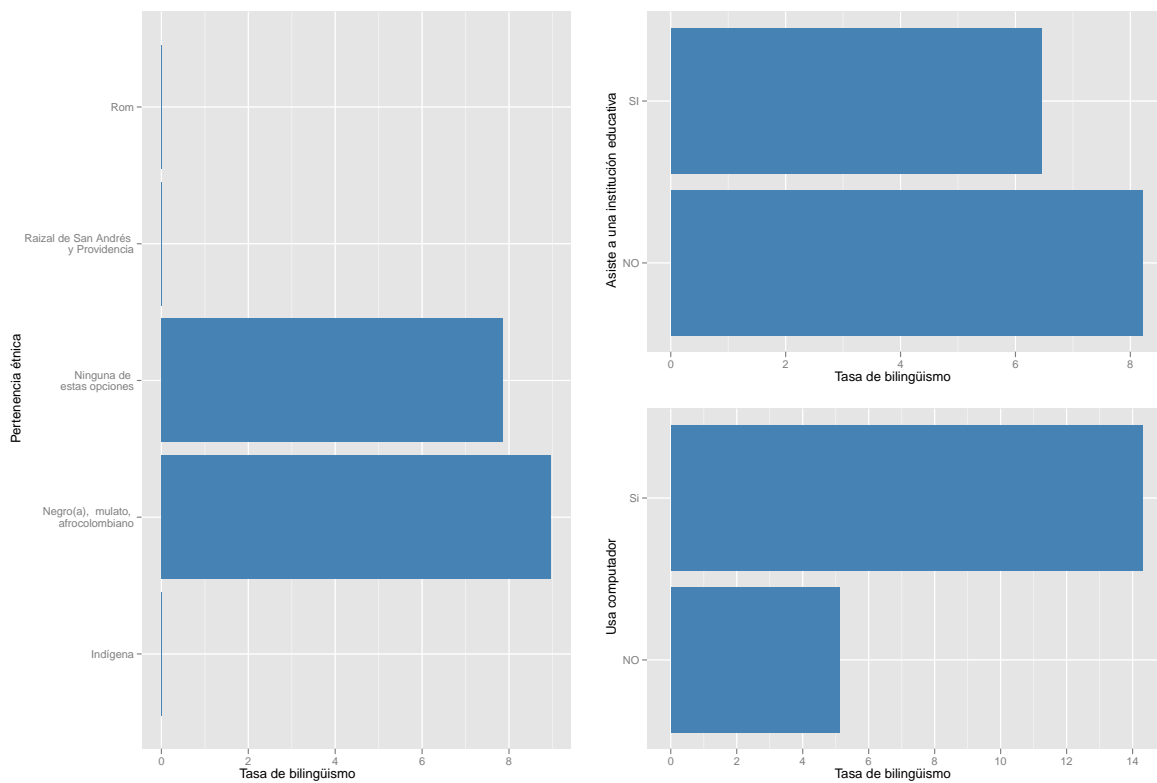 Pertenencia étnica
Rom
Raizal de San Andrés
y Providencia
Ninguna de
estas opciones
Negro(a),  mulato,
afrocolombiano
Indígena
0 2 4 6 8
Tasa de bilingüismo
Asiste a una institución educativa
SI
NO
0 2 4 6 8
Tasa de bilingüismo
Usa computador
Si
NO
0 2 4 6 8 10 12 14
Tasa de bilingüismo